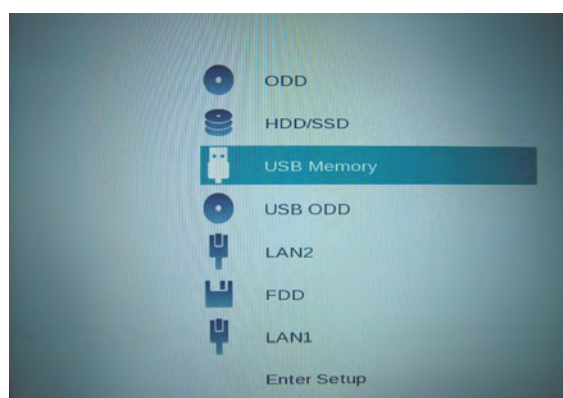 ODD
HDD/SSD
USB Memory
USB ODD
LAN2
FDD
LAN1
Enter Setup